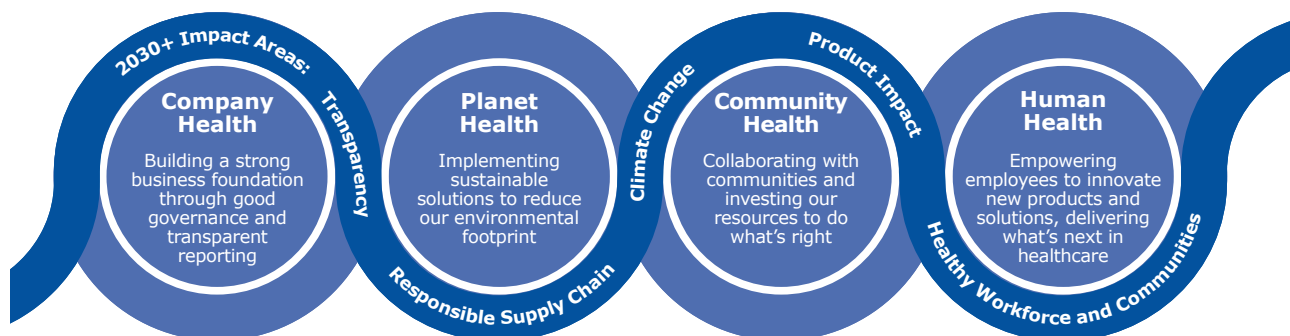 2030+ Impact Areas:
Transparency
Responsible Supply Chain
Climate Change
Product Impact
Healthy Workforce and Communities
Company
Health
Building a strong
business foundation
through good
governance and
transparent
reporting
Planet
Health
Implementing
sustainable
solutions to reduce
our environmental
footprint
Community
Health
Collaborating with
communities and
investing our
resources to do
what’s right
Human
Health
Empowering
employees to innovate
new products and
solutions, delivering
what’s next in
healthcare